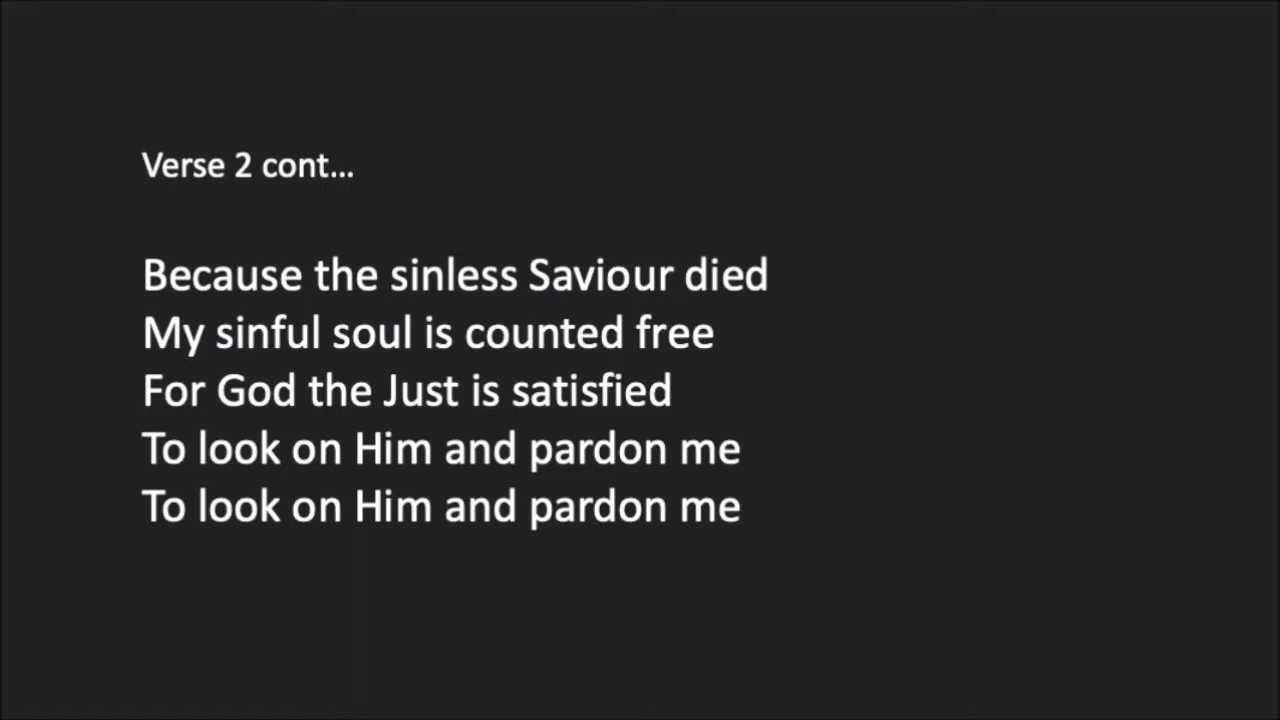 Verse 2 cont...
Because the sinless Saviour died
My sinful soul is counted free
For God the Just is satisfied
To look on Him and pardon me
To look on Him and pardon me